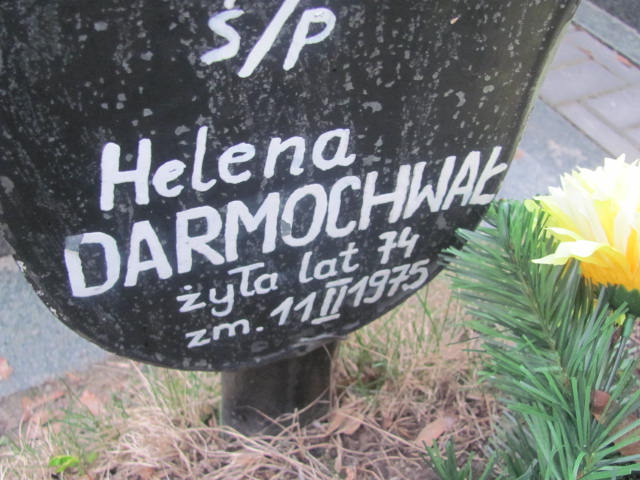 Ś/P
Helena
DARMOCHWAŁ
żyła lat 74
zm. 11 II 1975